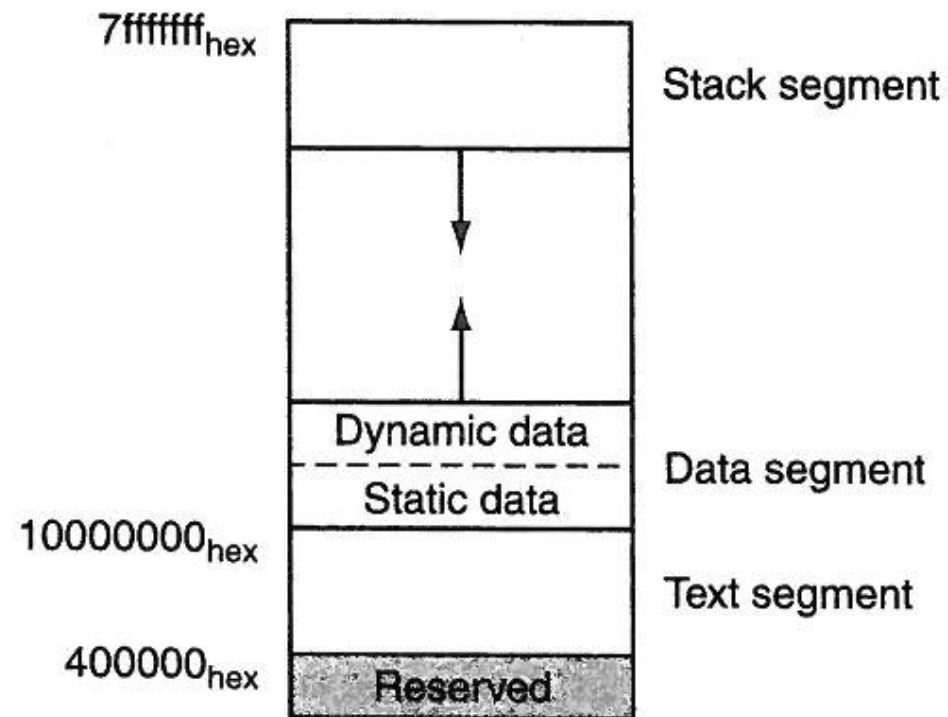 7fffffff hex
Stack segment
Dynamic data
Data segment
Static data
10000000 hex
Text segment
400000 hex
Reserved